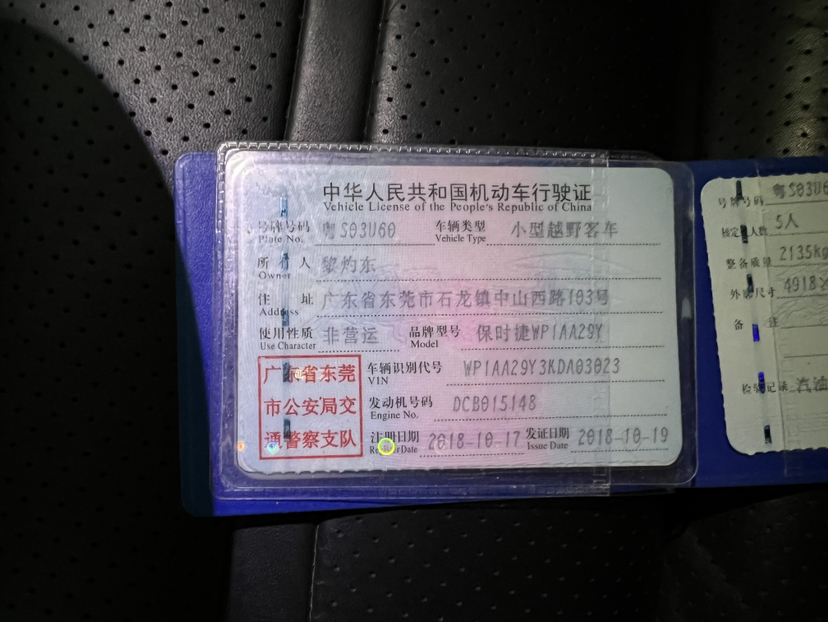 中华人民共和国机动车行驶证
Vehicle License of the People's Republic of China
号牌号码 粤S03U60 车辆类型 小型越野客车
Plate No. Vehicle Type
所有人 黎灼东
Owner
住址 广东省东莞市石龙镇中山西路103号
Address
使用性质 非营运 品牌型号 保时捷WP1AA29Y
Use Character Model
广东省东莞
市公安局交
通警察支队
车辆识别代号 WP1AA29Y3KDA03023
VIN
发动机号码 DCB015148
Engine No.
注册日期 2018-10-17 发证日期 2018-10-19
Register Date Issue Date
号牌号码 粤S03U6
核定人数 5人
整备质量 2135kg
外廓尺寸 4918X
备注
检验记录 汽油